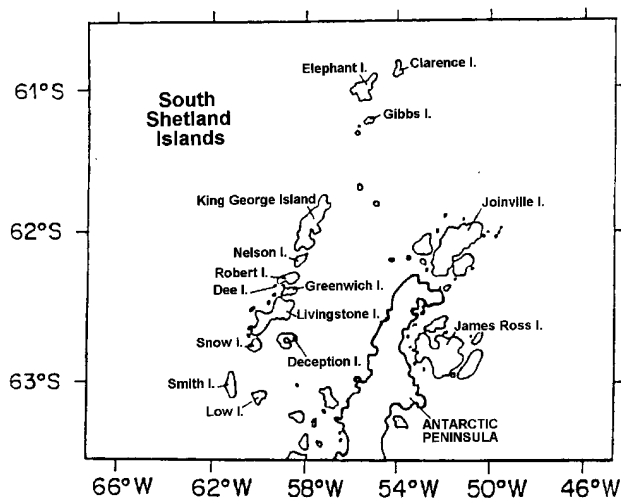 Elephant I.
Clarence I.
61°S
South
Shetland
Islands
Gibbs I.
King George Island
Joinville I.
62°S
Nelson I.
Robert I.
Dee I.
Greenwich I.
Livingstone I.
James Ross I.
Snow I.
Deception I.
63°S
Smith I.
Low I.
ANTARCTIC
PENINSULA
66°W
62°W
58°W
54°W
50°W
46°W